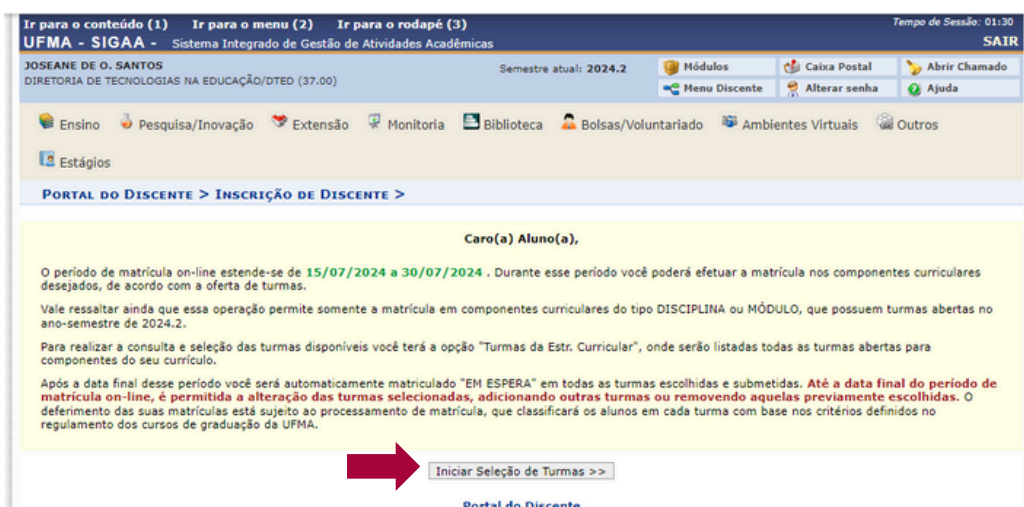 Ir para o conteúdo (1) Ir para o menu (2) Ir para o rodapé (3) Tempo de Sessão: 01:30
UFMA - SIGAA - Sistema Integrado de Gestão de Atividades Acadêmicas SAIR
JOSEANE DE O. SANTOS Semestre atual: 2024.2 Módulos Caixa Postal Abrir Chamado
DIRETORIA DE TECNOLOGIAS NA EDUCAÇÃO/DTED (37.00) Menu Discente Alterar senha Ajuda
Ensino Pesquisa/Inovação Extensão Monitoria Biblioteca Bolsas/Voluntariado Ambientes Virtuais Outros
Estágios
PORTAL DO DISCENTE > INSCRIÇÃO DE DISCENTE >
Caro(a) Aluno(a),
O período de matrícula on-line estende-se de 15/07/2024 a 30/07/2024 . Durante esse período você poderá efetuar a matrícula nos componentes curriculares
desejados, de acordo com a oferta de turmas.
Vale ressaltar ainda que essa operação permite somente a matrícula em componentes curriculares do tipo DISCIPLINA ou MÓDULO, que possuem turmas abertas no
ano-semestre de 2024.2.
Para realizar a consulta e seleção das turmas disponíveis você terá a opção "Turmas da Estr. Curricular", onde serão listadas todas as turmas abertas para
componentes do seu currículo.
Após a data final desse período você será automaticamente matriculado "EM ESPERA" em todas as turmas escolhidas e submetidas. Até a data final do período de
matrícula on-line, é permitida a alteração das turmas selecionadas, adicionando outras turmas ou removendo aquelas previamente escolhidas. O
deferimento das suas matrículas está sujeito ao processamento de matrícula, que classificará os alunos em cada turma com base nos critérios definidos no
regulamento dos cursos de graduação da UFMA.
Iniciar Seleção de Turmas >>
Portal do Discente